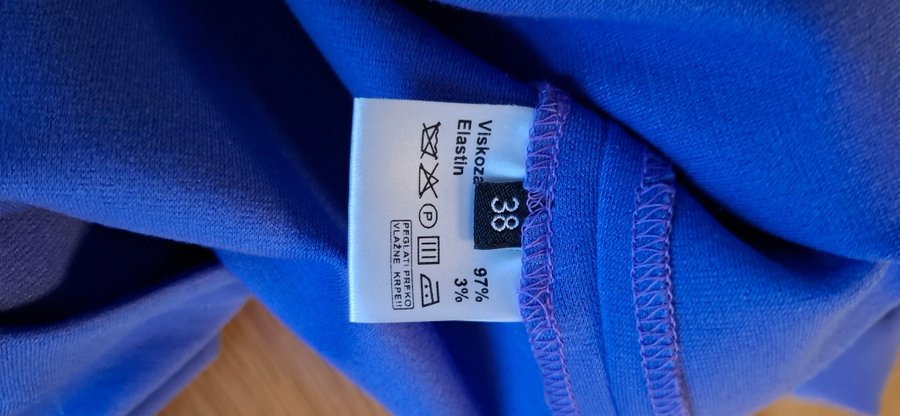 38
Viskoza 97%
Elastin 3%
P
PEGLATI PREKO
VLAŽNE KRPE!!